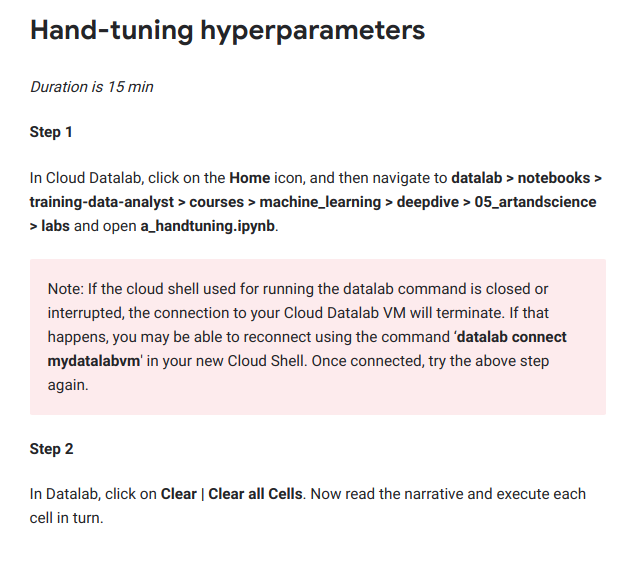 Hand-tuning hyperparameters
Duration is 15 min
Step 1
In Cloud Datalab, click on the Home icon, and then navigate to datalab > notebooks >
training-data-analyst > courses > machine_learning > deepdive > 05_artandscience
> labs and open a_handtuning.ipynb.
Note: If the cloud shell used for running the datalab command is closed or
interrupted, the connection to your Cloud Datalab VM will terminate. If that
happens, you may be able to reconnect using the command ‘datalab connect
mydatalabvm' in your new Cloud Shell. Once connected, try the above step
again.
Step 2
In Datalab, click on Clear | Clear all Cells. Now read the narrative and execute each
cell in turn.